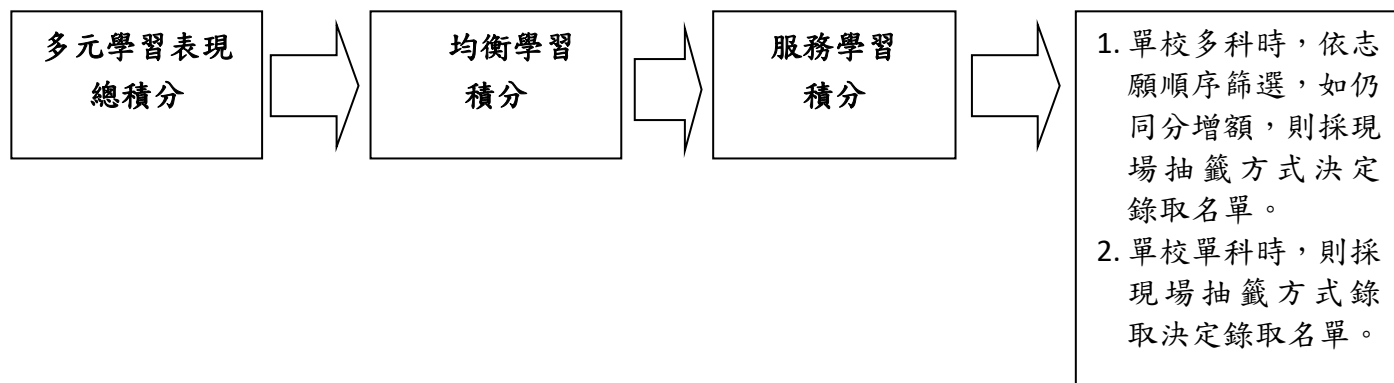 多元學習表現
總積分
均衡學習
積分
服務學習
積分
1. 單校多科時，依志
願順序篩選，如仍
同分增額，則採現
場抽籤方式決定
錄取名單。
2. 單校單科時，則採
現場抽籤方式錄
取決定錄取名單。